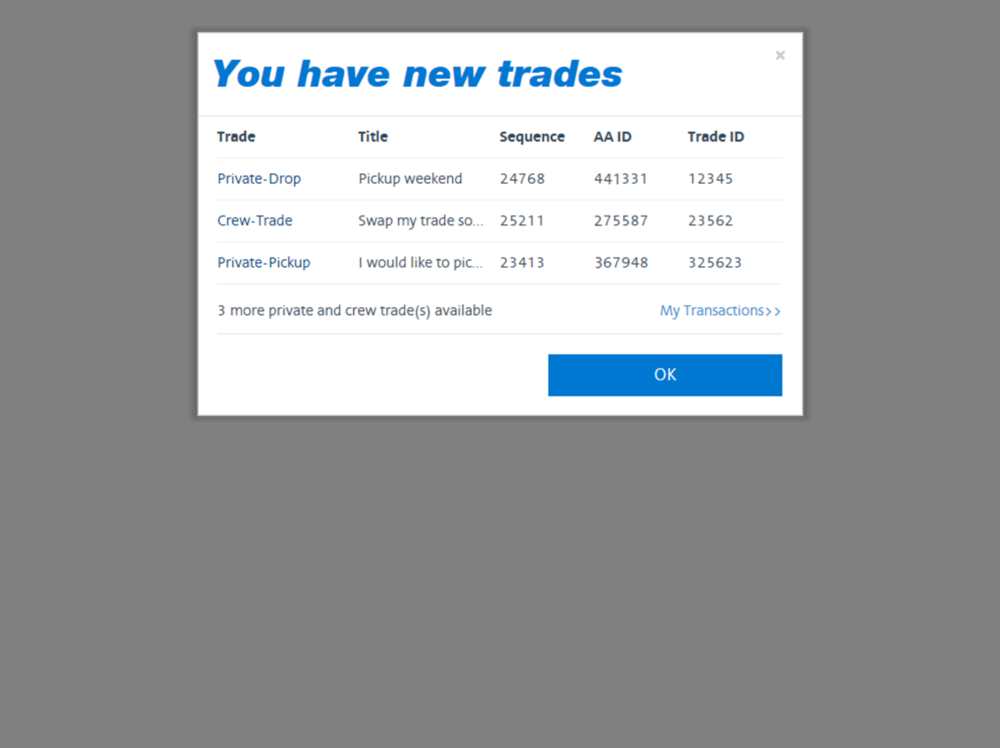 You have new trades
×
Trade Title Sequence AA ID Trade ID
Private-Drop Pickup weekend 24768 441331 12345
Crew-Trade Swap my trade so... 25211 275587 23562
Private-Pickup I would like to pic... 23413 367948 325623
3 more private and crew trade(s) available My Transactions>>
OK